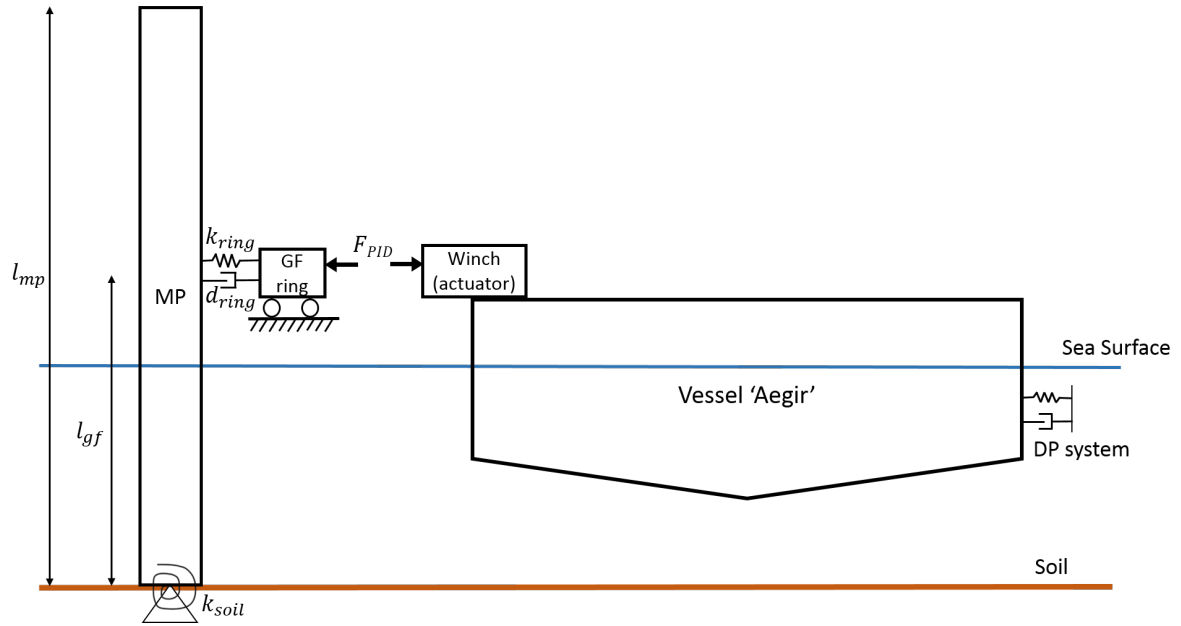 k_ring
F_PID
GF
ring
Winch
(actuator)
l_mp
MP
d_ring
Sea Surface
Vessel ‘Aegir’
l_gf
DP system
Soil
k_soil